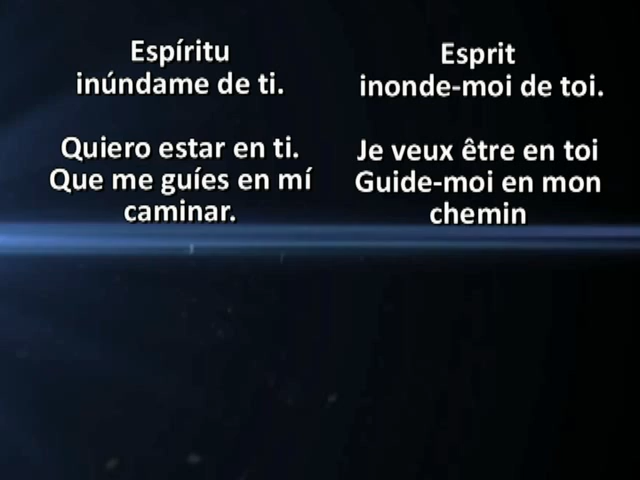 Espíritu
inúndame de ti.
Quiero estar en ti.
Que me guíes en mí
caminar.
Esprit
inonde-moi de toi.
Je veux être en toi
Guide-moi en mon
chemin